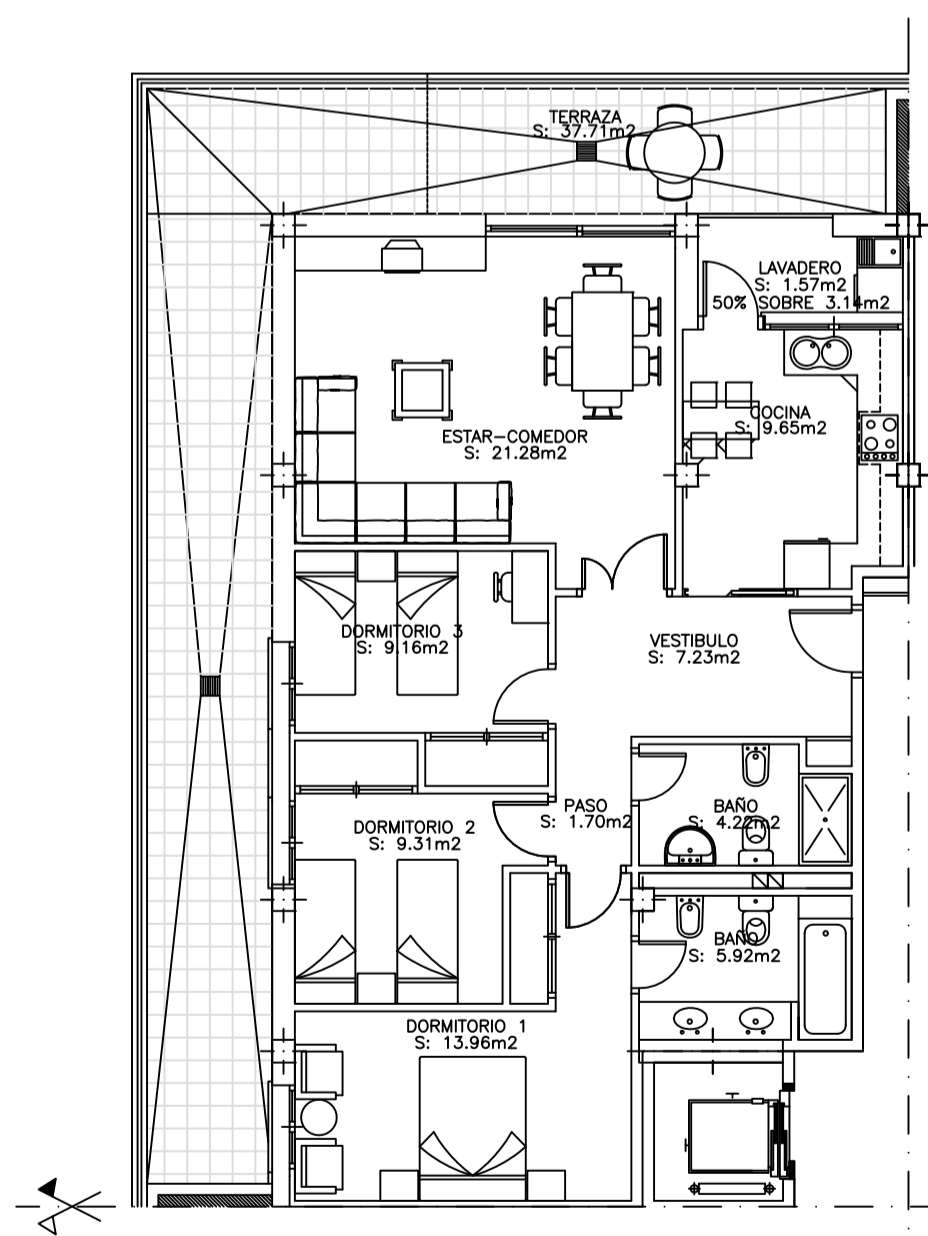 TERRAZA
S: 37.71m2
LAVADERO
S: 1.57m2
50% SOBRE 3.14m2
COCINA
S: 9.65m2
ESTAR-COMEDOR
S: 21.28m2
DORMITORIO 3
S: 9.16m2
VESTIBULO
S: 7.23m2
PASO
S: 1.70m2
BAÑO
S: 4.22m2
DORMITORIO 2
S: 9.31m2
BAÑO
S: 5.92m2
DORMITORIO 1
S: 13.96m2